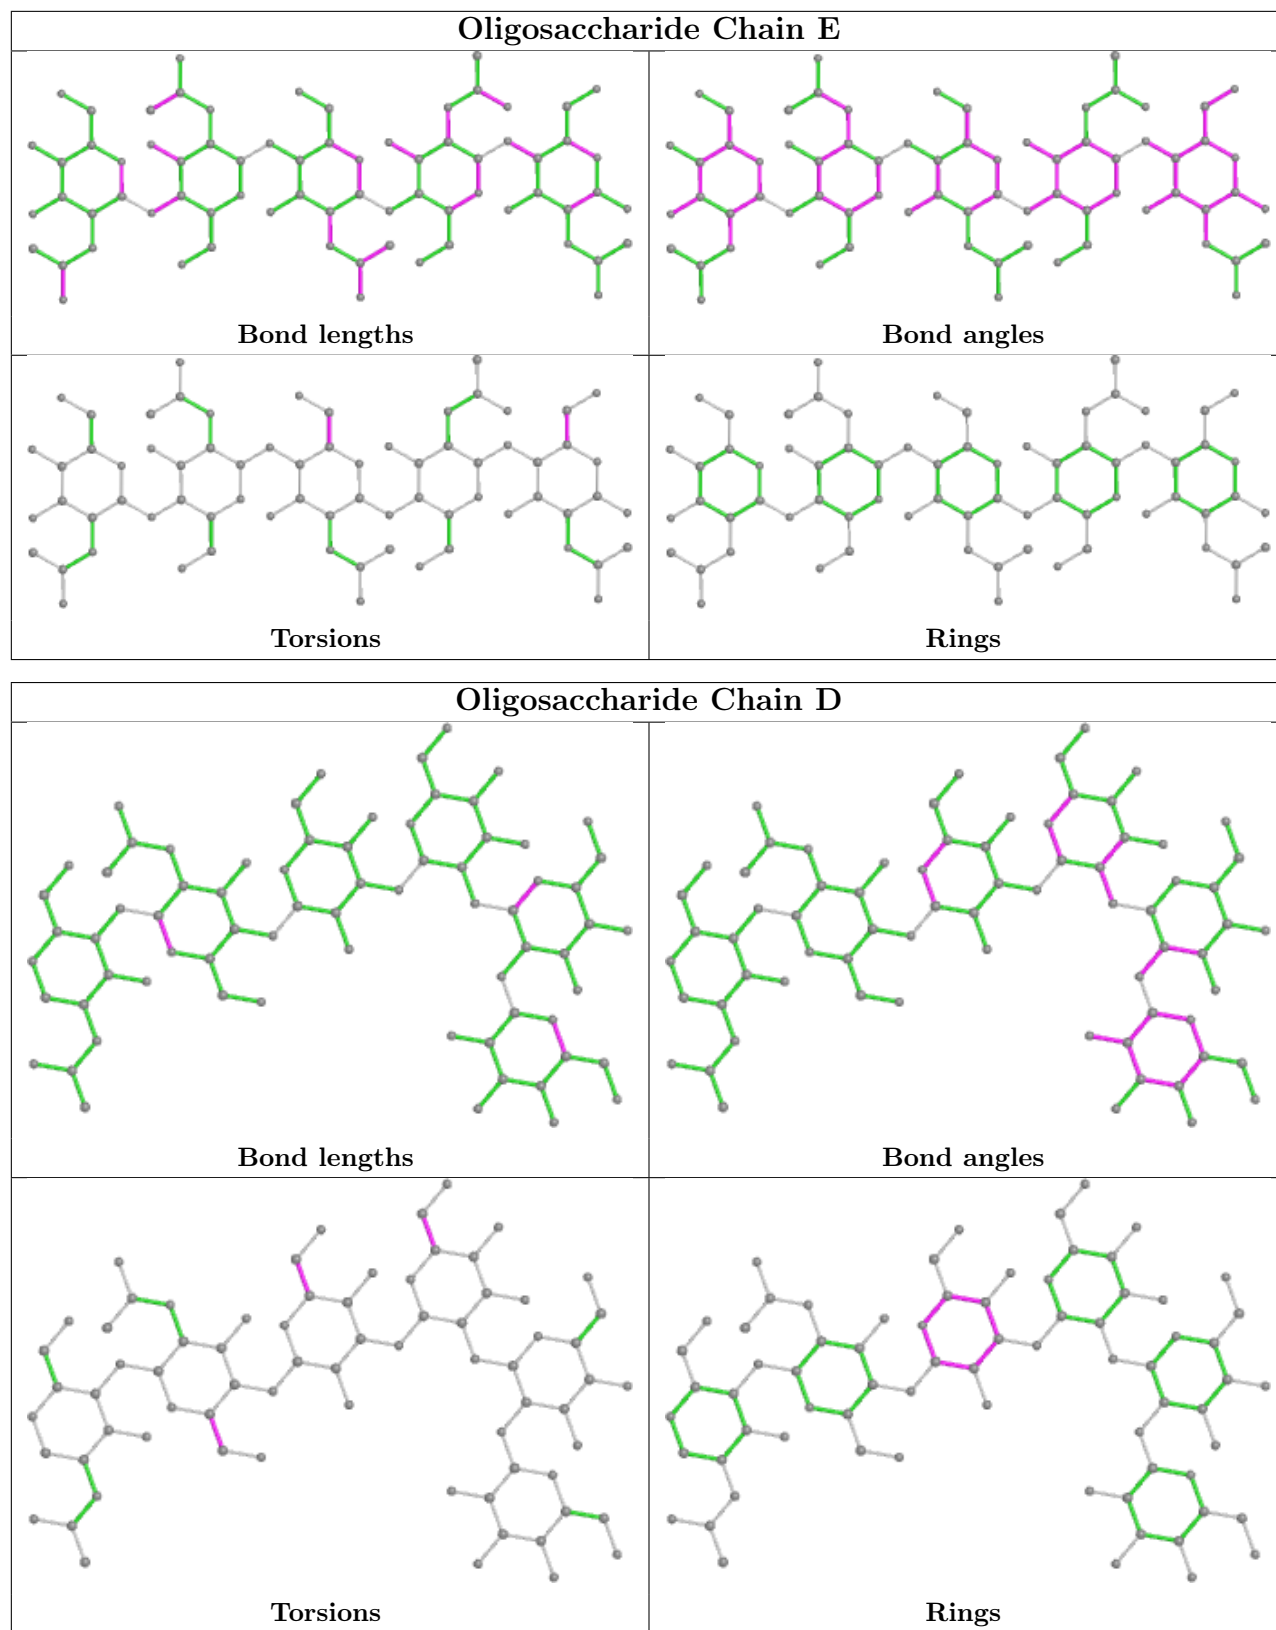 Oligosaccharide Chain E
Bond lengths
Bond angles
Torsions
Rings
Oligosaccharide Chain D
Bond lengths
Bond angles
Torsions
Rings